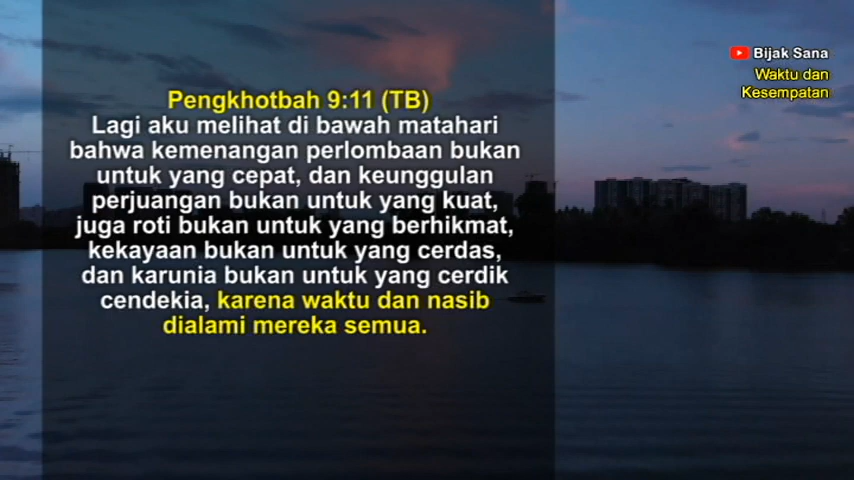 Pengkhotbah 9:11 (TB)
Lagi aku melihat di bawah matahari
bahwa kemenangan perlombaan bukan
untuk yang cepat, dan keunggulan
perjuangan bukan untuk yang kuat,
juga roti bukan untuk yang berhikmat,
kekayaan bukan untuk yang cerdas,
dan karunia bukan untuk yang cerdik
cendekia, karena waktu dan nasib
dialami mereka semua.
Bijak Sana
Waktu dan
Kesempatan